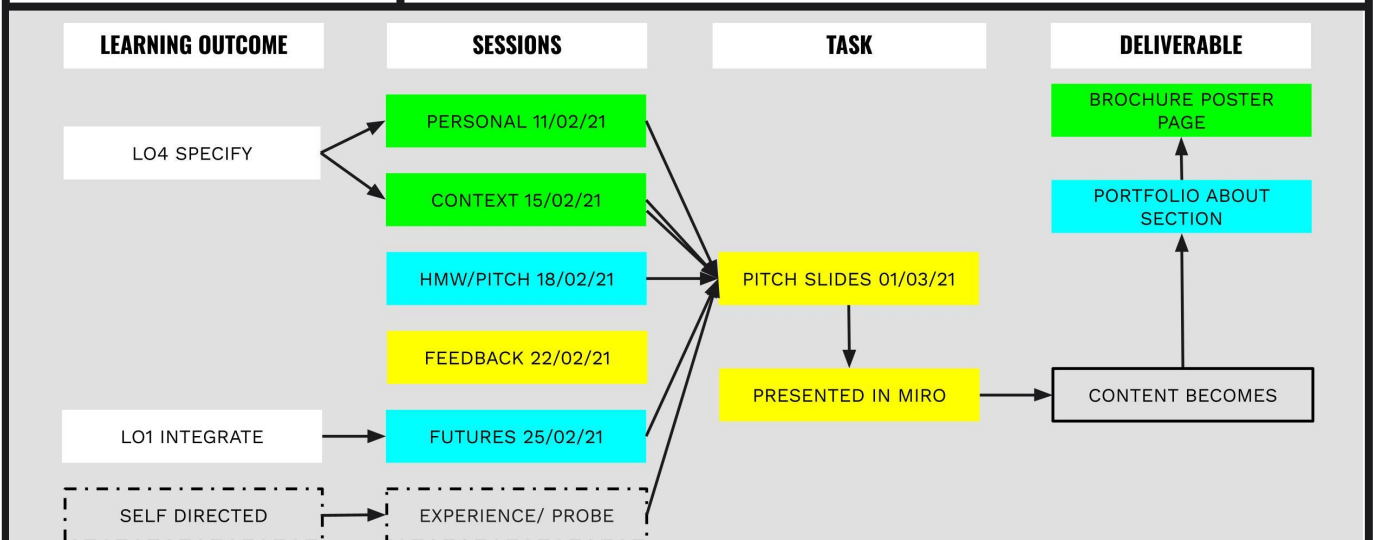 LEARNING OUTCOME
SESSIONS
TASK
DELIVERABLE
LO4 SPECIFY
LO1 INTEGRATE
SELF DIRECTED
PERSONAL 11/02/21
CONTEXT 15/02/21
HMW/PITCH 18/02/21
FEEDBACK 22/02/21
FUTURES 25/02/21
EXPERIENCE/ PROBE
PITCH SLIDES 01/03/21
PRESENTED IN MIRO
BROCHURE POSTER
PAGE
PORTFOLIO ABOUT
SECTION
CONTENT BECOMES